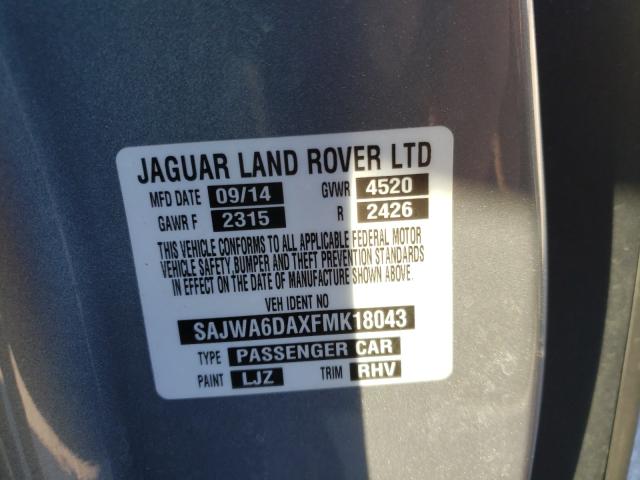 JAGUAR LAND ROVER LTD
MFD DATE 09/14 GVWR 4520
GAWR F 2315 R 2426
THIS VEHICLE CONFORMS TO ALL APPLICABLE FEDERAL MOTOR
VEHICLE SAFETY, BUMPER AND THEFT PREVENTION STANDARDS
IN EFFECT ON THE DATE OF MANUFACTURE SHOWN ABOVE.
VEH IDENT NO
SAJWA6DAXFMK18043
TYPE PASSENGER CAR
PAINT LJZ TRIM RHV